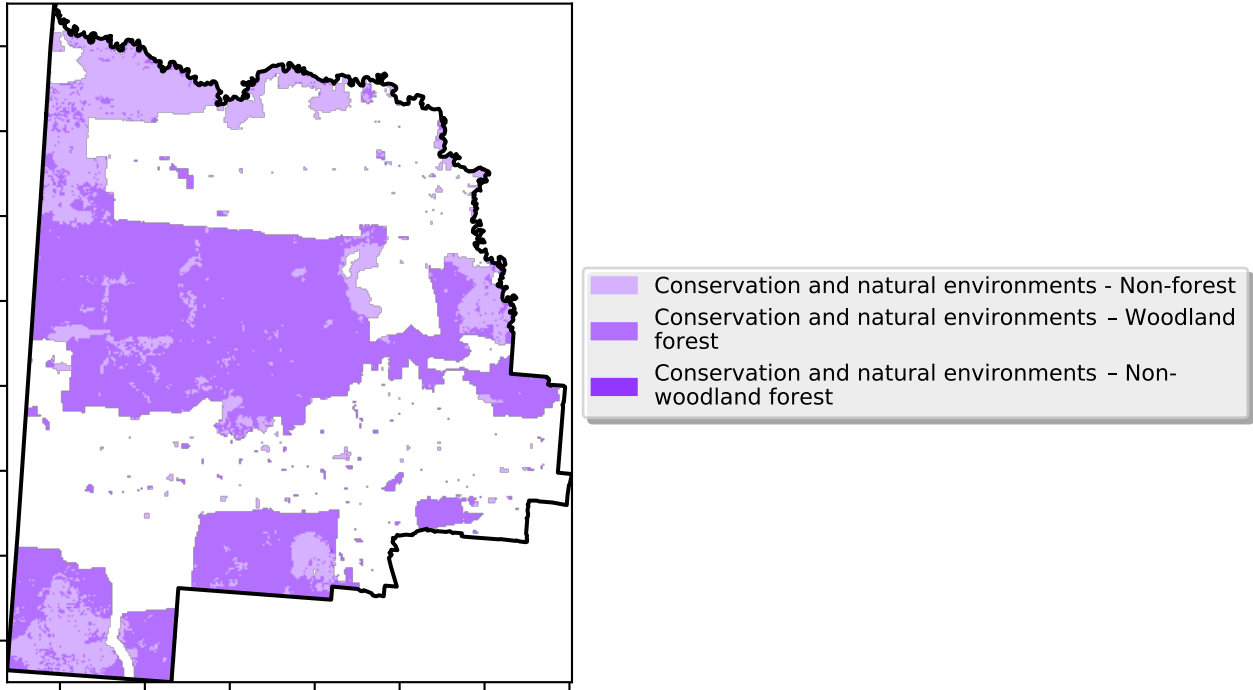 Conservation and natural environments - Non-forest
Conservation and natural environments – Woodland
forest
Conservation and natural environments – Non-
woodland forest